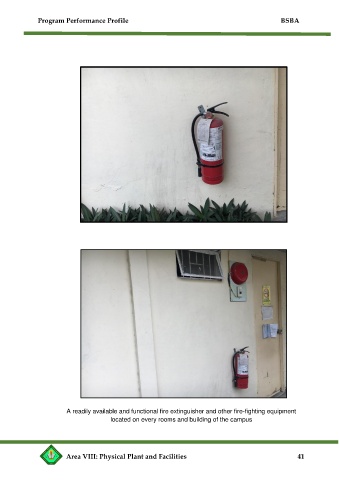 Program Performance Profile BSBA
A readily available and functional fire extinguisher and other fire-fighting equipment
located on every rooms and building of the campus
Area VIII: Physical Plant and Facilities 41